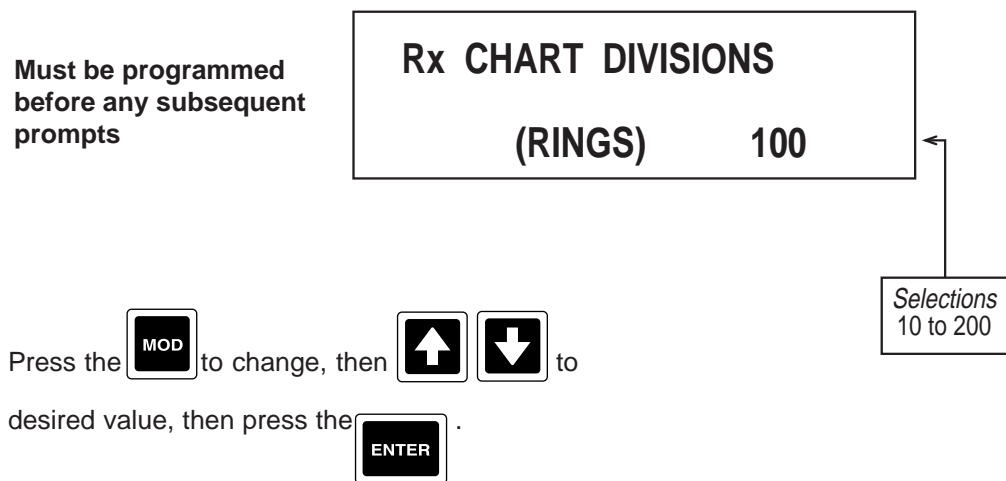 Must be programmed
before any subsequent
prompts
Rx CHART DIVISIONS
(RINGS) 100
Selections
10 to 200
Press the MOD to change, then to
desired value, then press the ENTER .